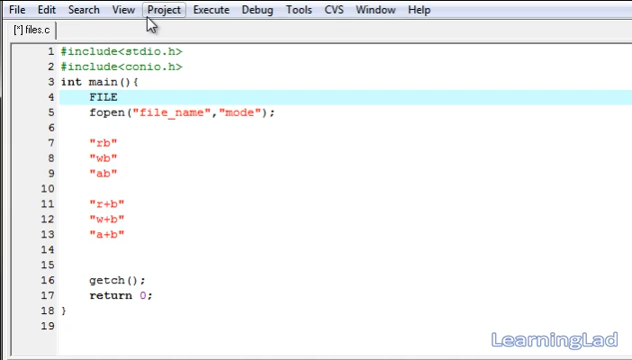 File Edit Search View Project Execute Debug Tools CVS Window Help
[*] files.c
1 #include<stdio.h>
2 #include<conio.h>
3 int main(){
4 FILE
5 fopen("file_name","mode");
6
7 "rb"
8 "wb"
9 "ab"
10
11 "r+b"
12 "w+b"
13 "a+b"
14
15
16 getch();
17 return 0;
18 }
19
LearningLad